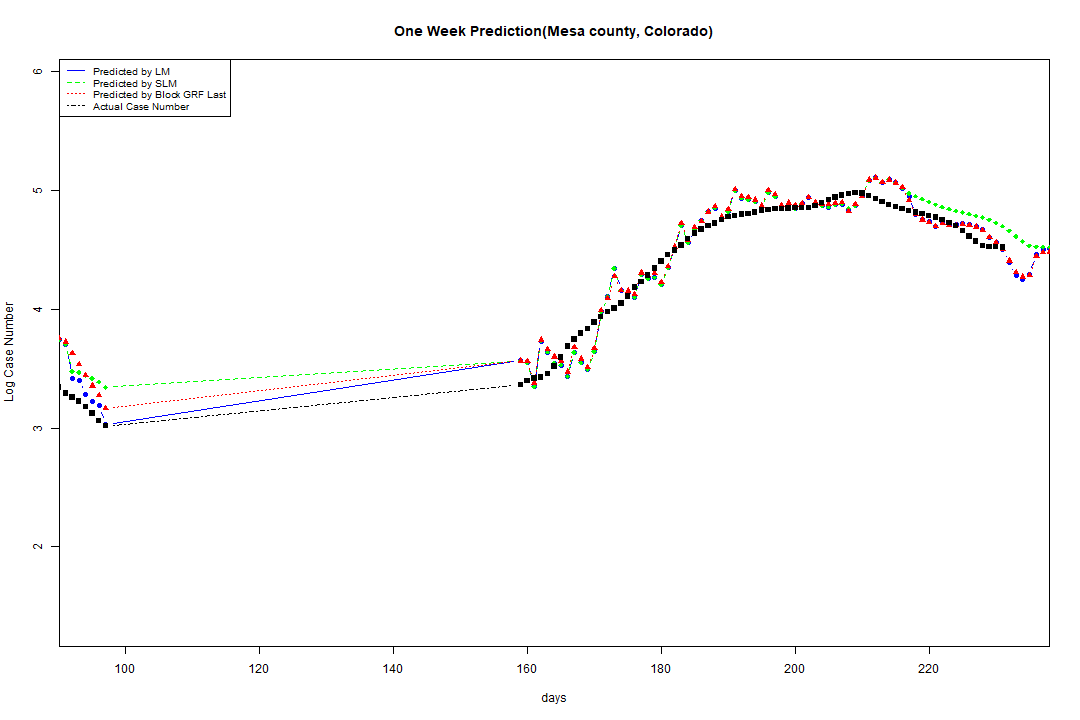 One Week Prediction(Mesa county, Colorado)
Predicted by LM
Predicted by SLM
Predicted by Block GRF Last
Actual Case Number
6
5
4
3
2
Log Case Number
100 120 140 160 180 200 220
days